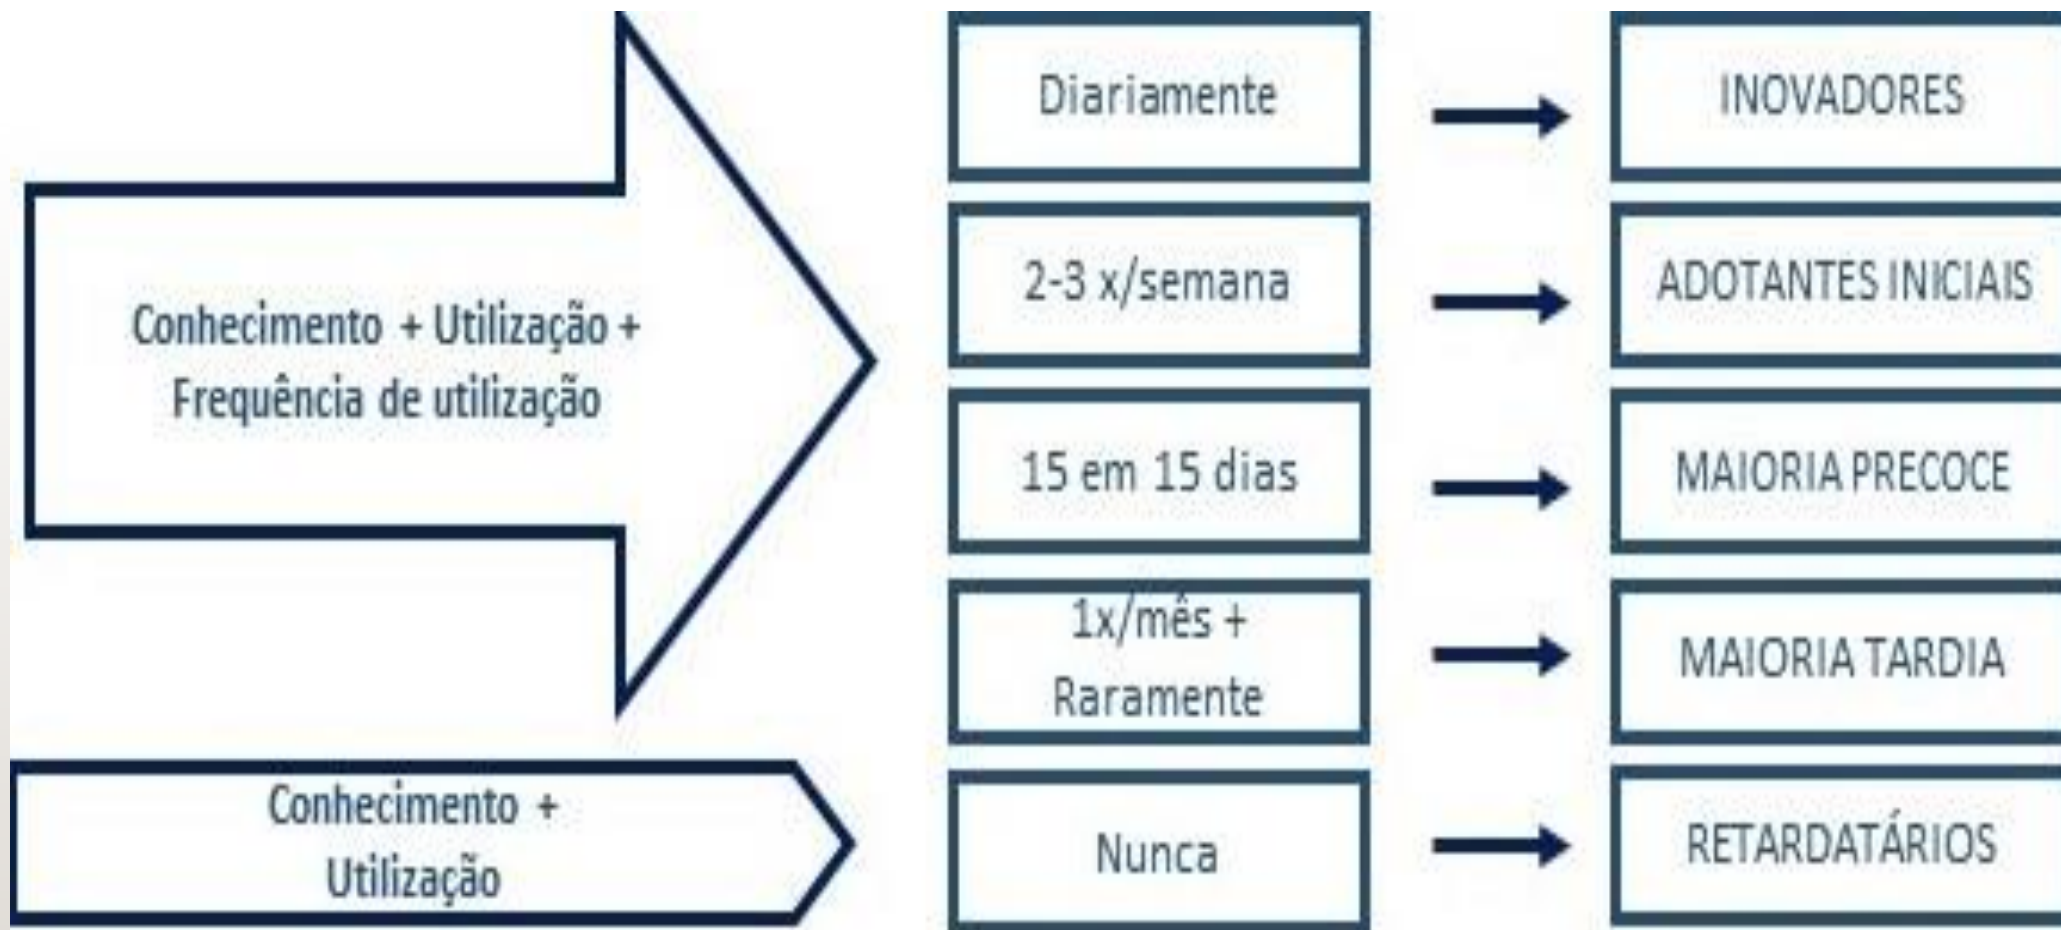 Conhecimento + Utilização +
Frequência de utilização
Diariamente
INOVADORES
2-3 x/semana
ADOTANTES INICIAIS
15 em 15 dias
MAIORIA PRECOCE
1x/mês +
Raramente
MAIORIA TARDIA
Conhecimento +
Utilização
Nunca
RETARDATÁRIOS